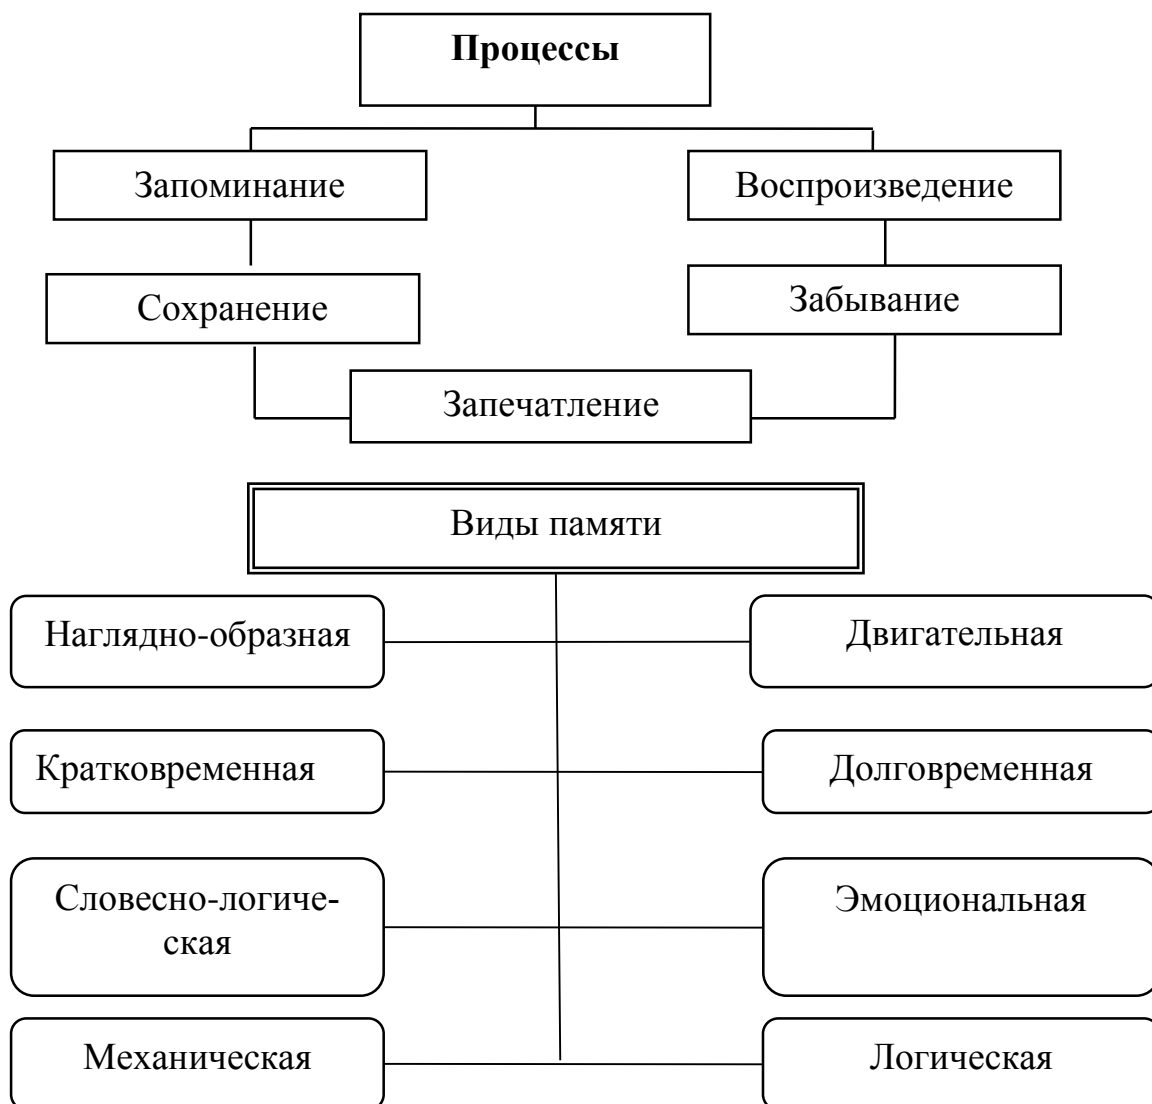 Процессы
Запоминание
Воспроизведение
Сохранение
Забывание
Запечатление
Виды памяти
Наглядно-образная
Двигательная
Кратковременная
Долговременная
Словесно-логиче-
ская
Эмоциональная
Механическая
Логическая